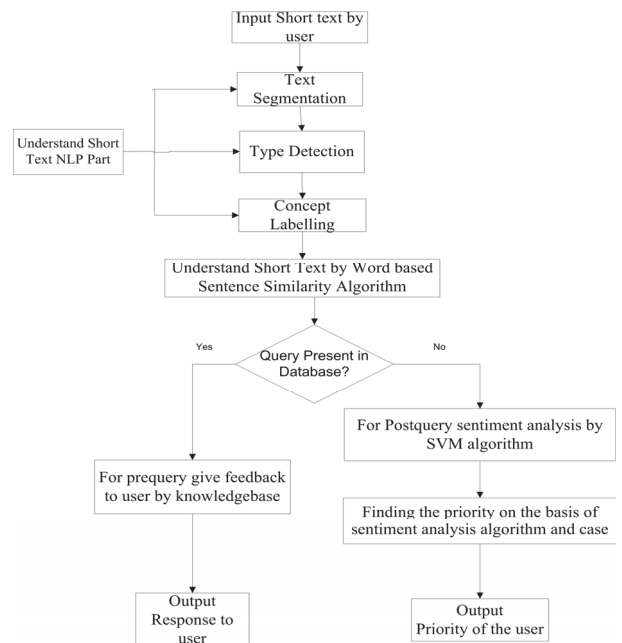 Input Short text by
user
Text
Segmentation
Understand Short
Text NLP Part
Type Detection
Concept
Labelling
Understand Short Text by Word based
Sentence Similarity Algorithm
Yes
Query Present in
Database?
No
For Postquery sentiment analysis by
SVM algorithm
For prequery give feedback
to user by knowledgebase
Finding the priority on the basis of
sentiment analysis algorithm and case
Output
Response to
user
Output
Priority of the user